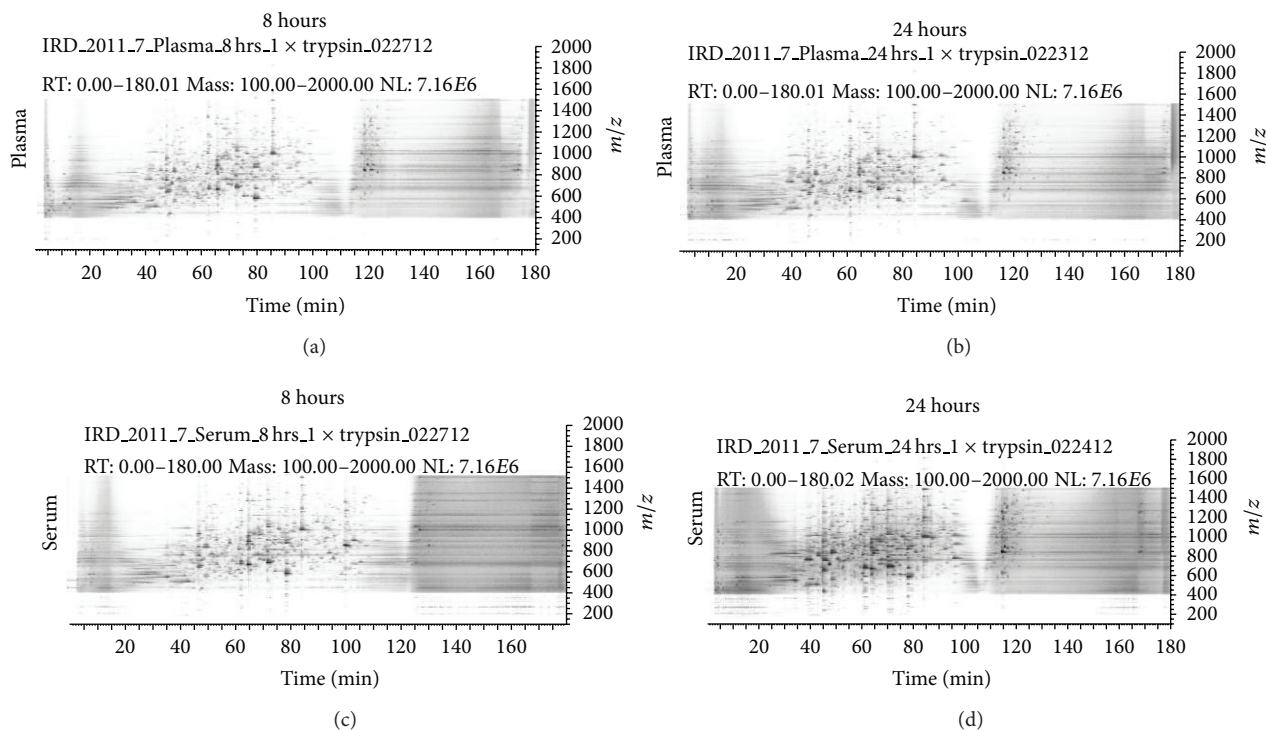 8 hours
IRD_2011_7_Plasma_8 hrs_1 × trypsin_022712
RT: 0.00–180.01 Mass: 100.00–2000.00 NL: 7.16E6
Plasma
2000
1800
1600
1400
1200
1000
800
600
400
200
m/z
20 40 60 80 100 120 140 160 180
Time (min)
(a)
24 hours
IRD_2011_7_Plasma_24 hrs_1 × trypsin_022312
RT: 0.00–180.01 Mass: 100.00–2000.00 NL: 7.16E6
Plasma
2000
1800
1600
1400
1200
1000
800
600
400
200
m/z
20 40 60 80 100 120 140 160 180
Time (min)
(b)
8 hours
IRD_2011_7_Serum_8 hrs_1 × trypsin_022712
RT: 0.00–180.00 Mass: 100.00–2000.00 NL: 7.16E6
Serum
2000
1800
1600
1400
1200
1000
800
600
400
200
m/z
20 40 60 80 100 120 140 160
Time (min)
(c)
24 hours
IRD_2011_7_Serum_24 hrs_1 × trypsin_022412
RT: 0.00–180.02 Mass: 100.00–2000.00 NL: 7.16E6
Serum
2000
1800
1600
1400
1200
1000
800
600
400
200
m/z
20 40 60 80 100 120 140 160 180
Time (min)
(d)